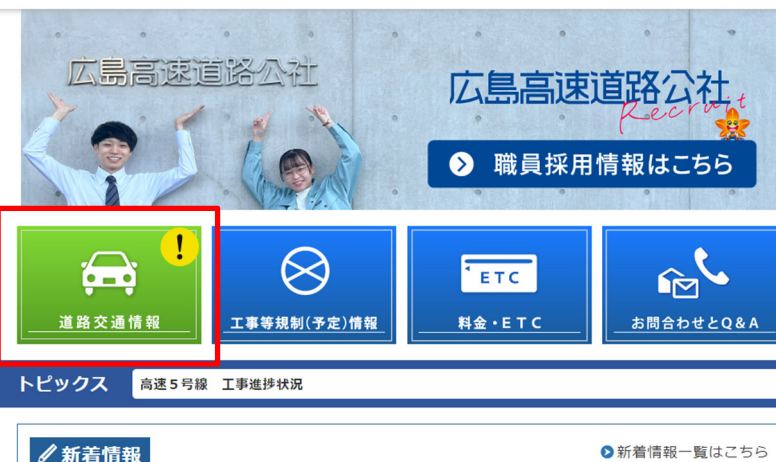 広島高速道路公社
広島高速道路公社
Recruit
職員採用情報はこちら
!
道路交通情報
工事等規制(予定)情報
ETC
料金・ETC
お問合わせとQ&A
トピックス
高速5号線 工事進捗状況
新着情報
新着情報一覧はこちら